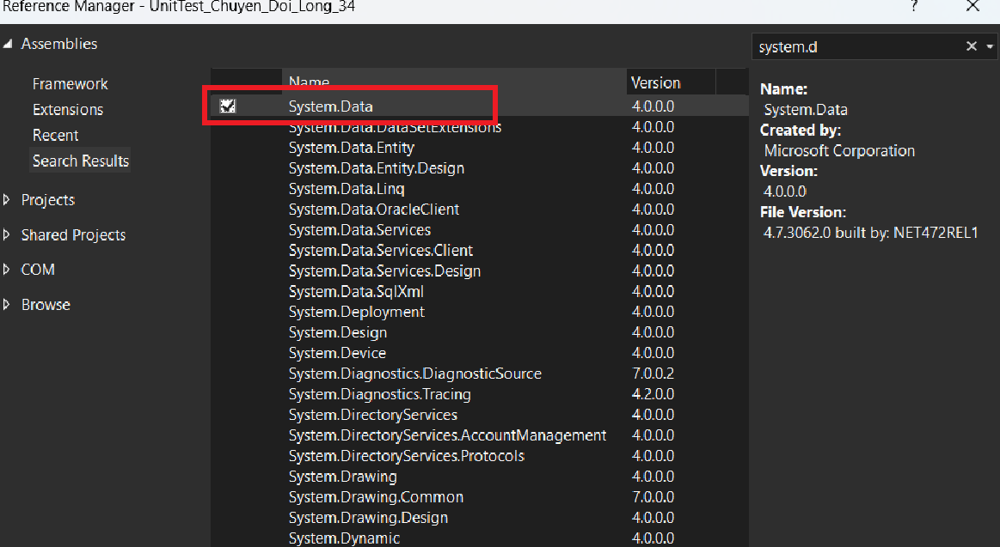 Reference Manager - UnitTest_Chuyen_Doi_Long_34 ?
Assemblies
Framework
Extensions
Recent
Search Results
Projects
Shared Projects
COM
Browse
Name Version
System.Data 4.0.0.0
System.Data.DataSetExtensions 4.0.0.0
System.Data.Entity 4.0.0.0
System.Data.Entity.Design 4.0.0.0
System.Data.Linq 4.0.0.0
System.Data.OracleClient 4.0.0.0
System.Data.Services 4.0.0.0
System.Data.Services.Client 4.0.0.0
System.Data.Services.Design 4.0.0.0
System.Data.SqlXml 4.0.0.0
System.Deployment 4.0.0.0
System.Design 4.0.0.0
System.Device 4.0.0.0
System.Diagnostics.DiagnosticSource 7.0.0.2
System.Diagnostics.Tracing 4.2.0.0
System.DirectoryServices 4.0.0.0
System.DirectoryServices.AccountManagement 4.0.0.0
System.DirectoryServices.Protocols 4.0.0.0
System.Drawing 4.0.0.0
System.Drawing.Common 7.0.0.0
System.Drawing.Design 4.0.0.0
System.Dynamic 4.0.0.0
system.d
Name:
System.Data
Created by:
Microsoft Corporation
Version:
4.0.0.0
File Version:
4.7.3062.0 built by: NET472REL1